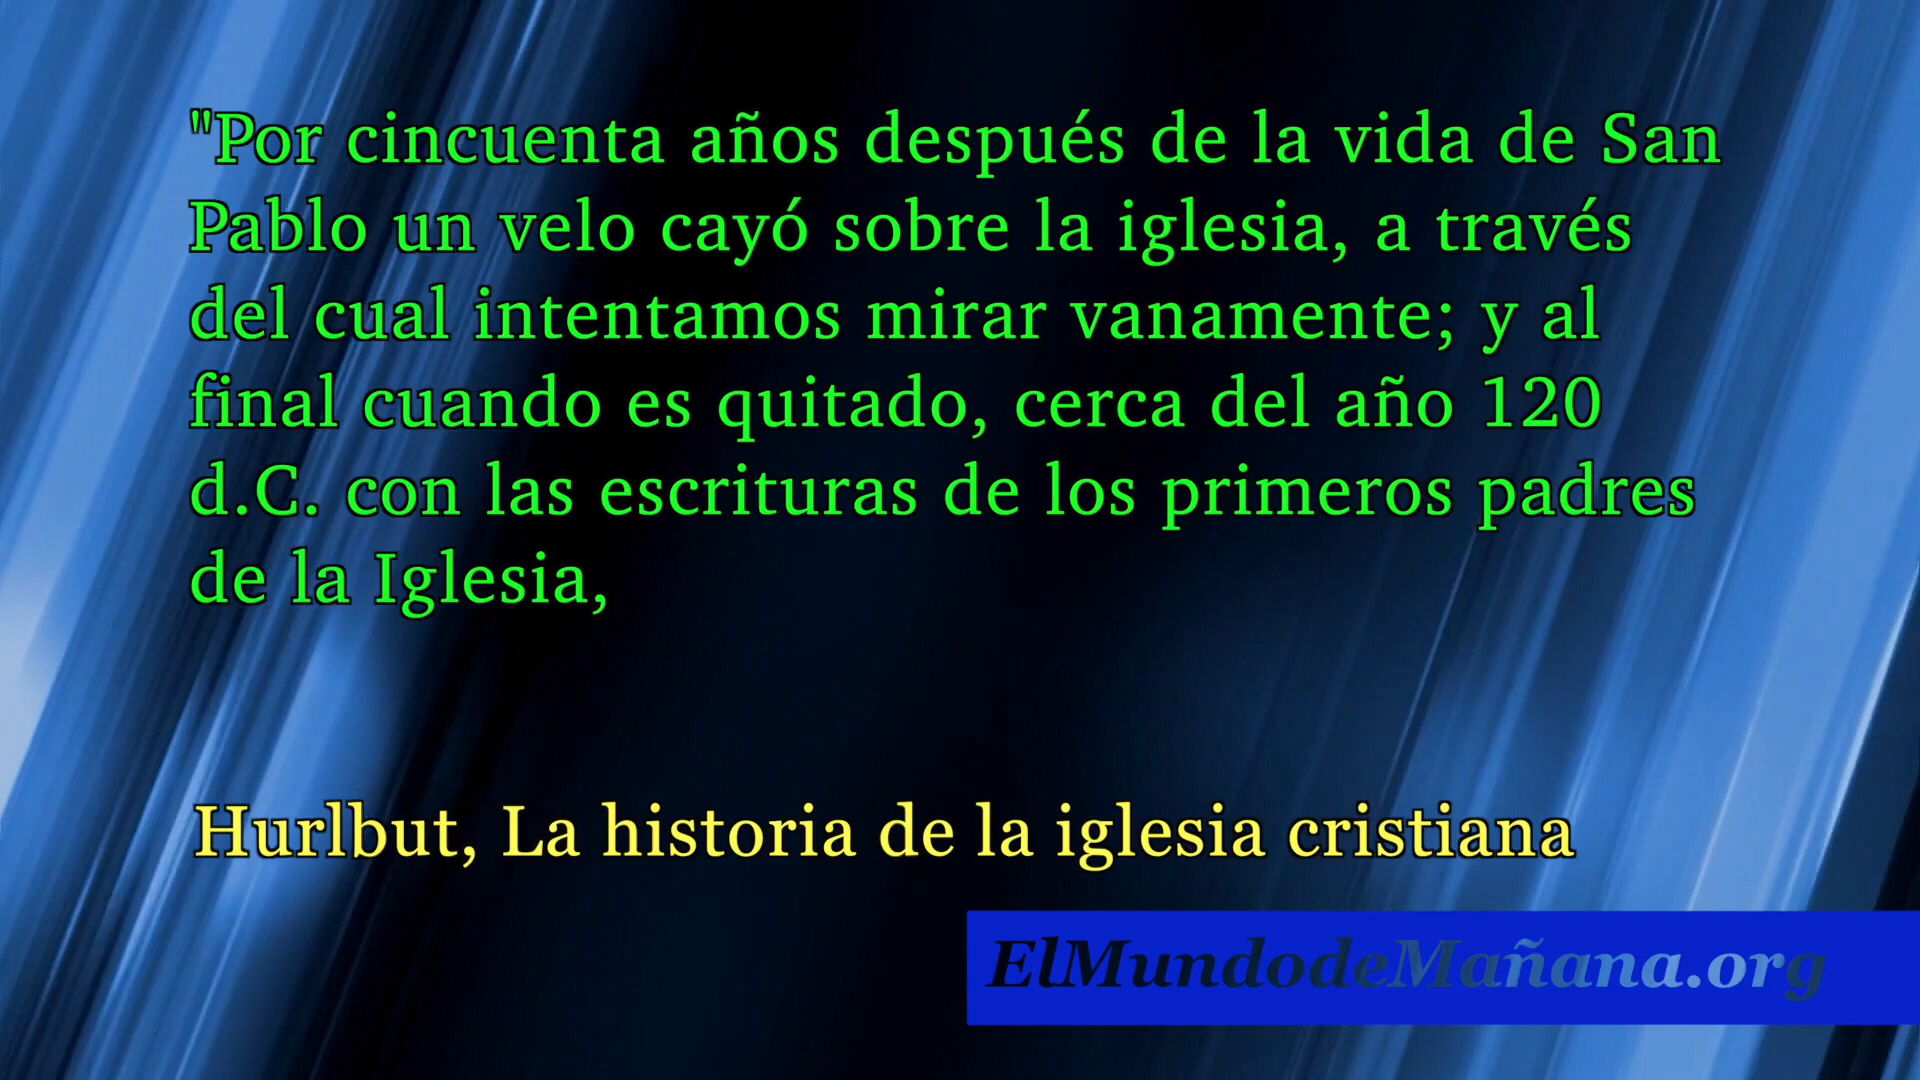 "Por cincuenta años después de la vida de San
Pablo un velo cayó sobre la iglesia, a través
del cual intentamos mirar vanamente; y al
final cuando es quitado, cerca del año 120
d.C. con las escrituras de los primeros padres
de la Iglesia,
Hurlbut, La historia de la iglesia cristiana
ElMundodeMañana.org